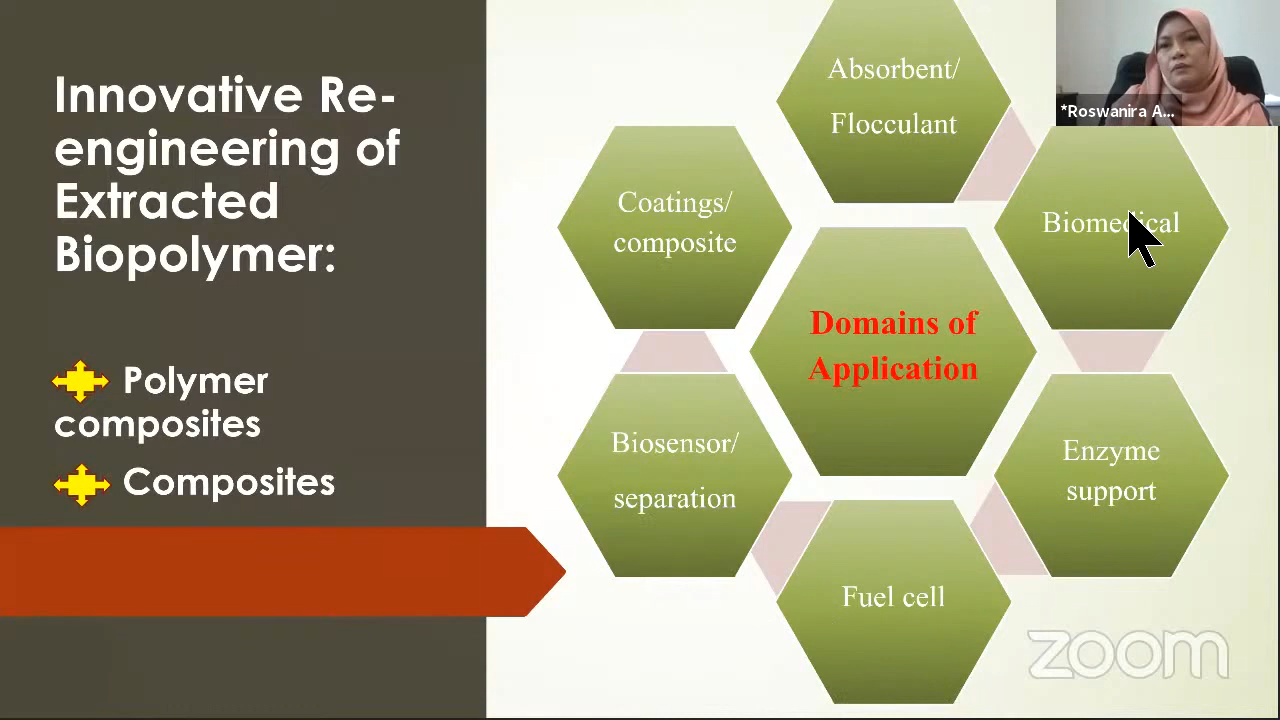 Innovative Re-
engineering of
Extracted
Biopolymer:
Polymer
composites
Composites
Absorbent/
Flocculant
Coatings/
composite
Biomedical
Domains of
Application
Biosensor/
separation
Enzyme
support
Fuel cell
*Roswanira A...
zoom